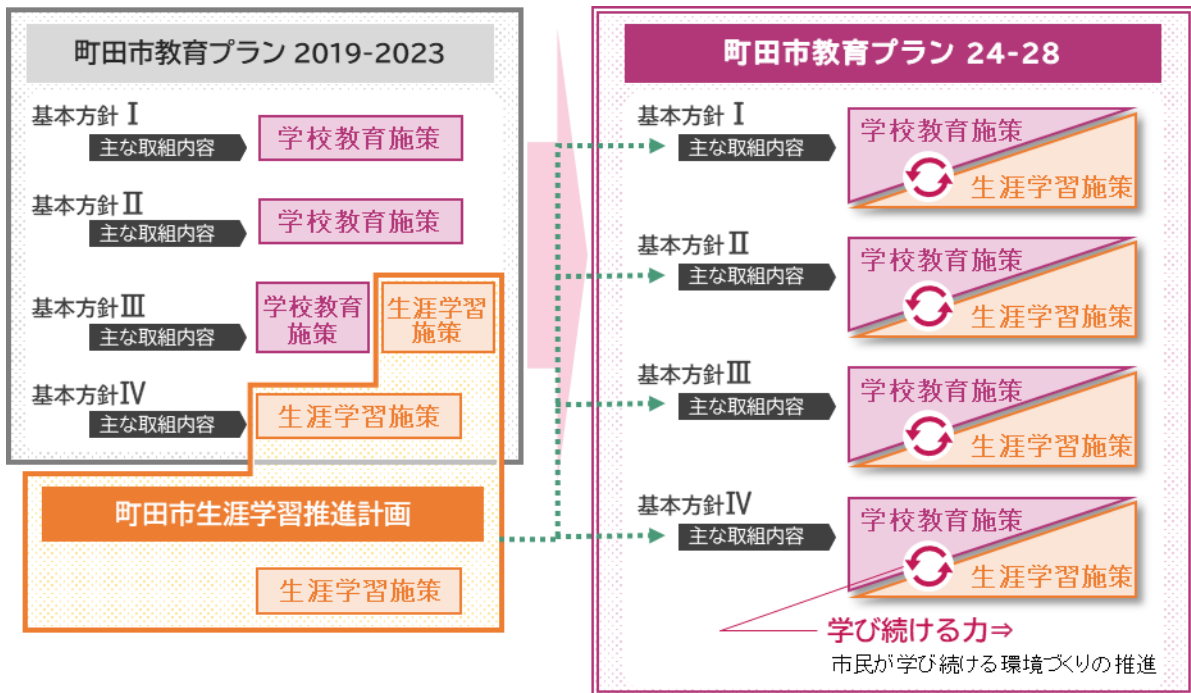 町田市教育プラン 2019-2023
基本方針 Ⅰ
主な取組内容
学校教育施策
基本方針 Ⅱ
主な取組内容
学校教育施策
基本方針Ⅲ
主な取組内容
学校教育
施策
生涯学習
施策
基本方針Ⅳ
主な取組内容
生涯学習施策
町田市生涯学習推進計画
生涯学習施策
町田市教育プラン 24-28
基本方針 Ⅰ
主な取組内容
学校教育施策
生涯学習施策
基本方針 Ⅱ
主な取組内容
学校教育施策
生涯学習施策
基本方針 Ⅲ
主な取組内容
学校教育施策
生涯学習施策
基本方針Ⅳ
主な取組内容
学校教育施策
生涯学習施策
学び続ける力⇒
市民が学び続ける環境づくりの推進